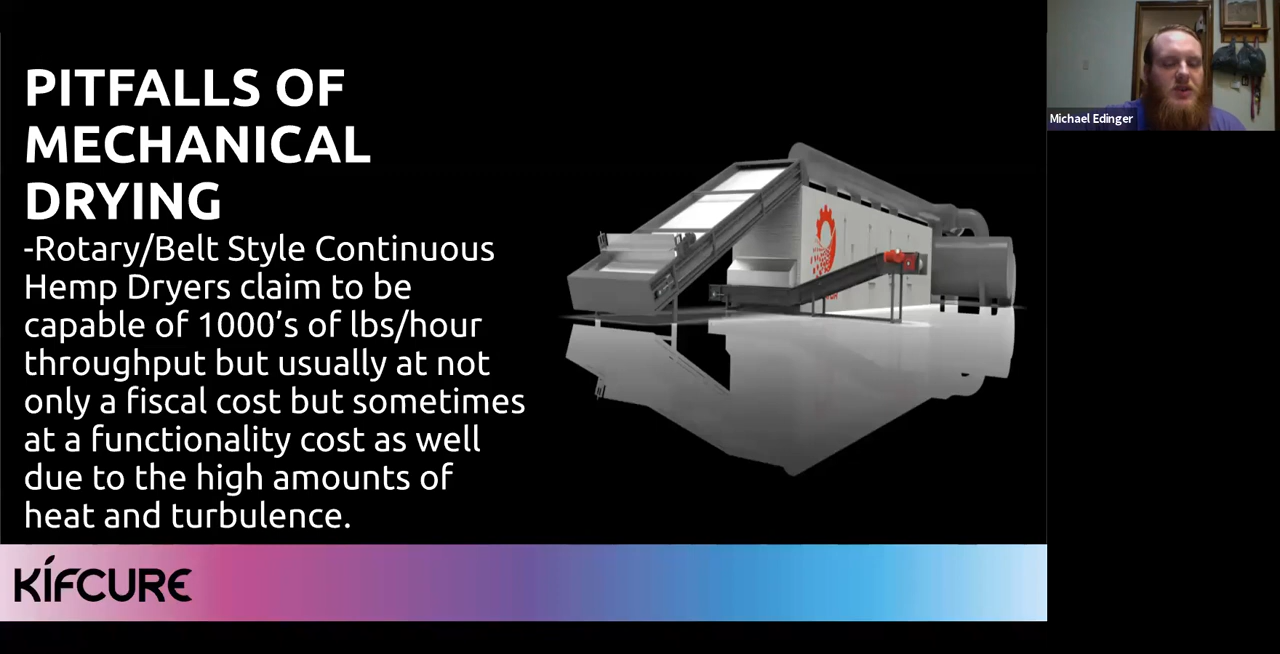 PITFALLS OF
MECHANICAL
DRYING
-Rotary/Belt Style Continuous
Hemp Dryers claim to be
capable of 1000’s of lbs/hour
throughput but usually at not
only a fiscal cost but sometimes
at a functionality cost as well
due to the high amounts of
heat and turbulence.
KIFCURE
Michael Edinger